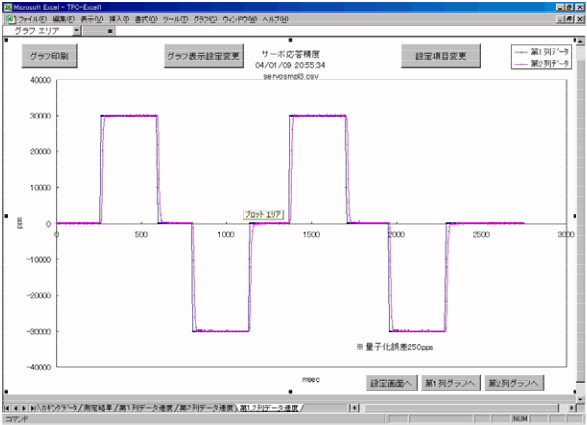 Microsoft Excel - TPC-Excel1
ファイル(F) 編集(E) 表示(V) 挿入(I) 書式(O) ツール(T) グラフ(C) ウィンドウ(W) ヘルプ(H)
グラフ エリア =
グラフ印刷
グラフ表示設定変更
サーボ応答精度
04/01/09 20:55:34
servosmpl3.csv
設定項目変更
第1列データ
第2列データ
40000
30000
20000
10000
0
-10000
-20000
-30000
-40000
pps
0 500 1000 1500 2000 2500 3000
プロット エリア
※ 量子化誤差250pps
msec
設定画面へ 第1列グラフへ 第2列グラフへ
ロギングデータ/測定結果/第1列データ速度/第2列データ速度\第1,2列データ速度/
コマンド NUM